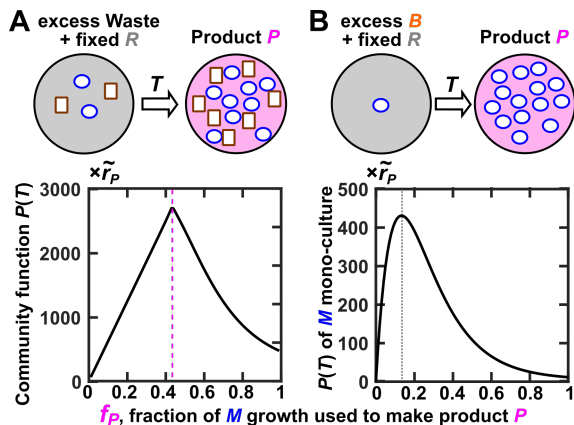 A
excess Waste
+ fixed R
Product P
T
B
excess B
+ fixed R
Product P
T
×r̃P
3000
2000
1000
0
0 0.2 0.4 0.6 0.8 1
Community function P(T)
×r̃P
500
400
300
200
100
0
0 0.2 0.4 0.6 0.8 1
P(T) of M mono-culture
fP, fraction of M growth used to make product P